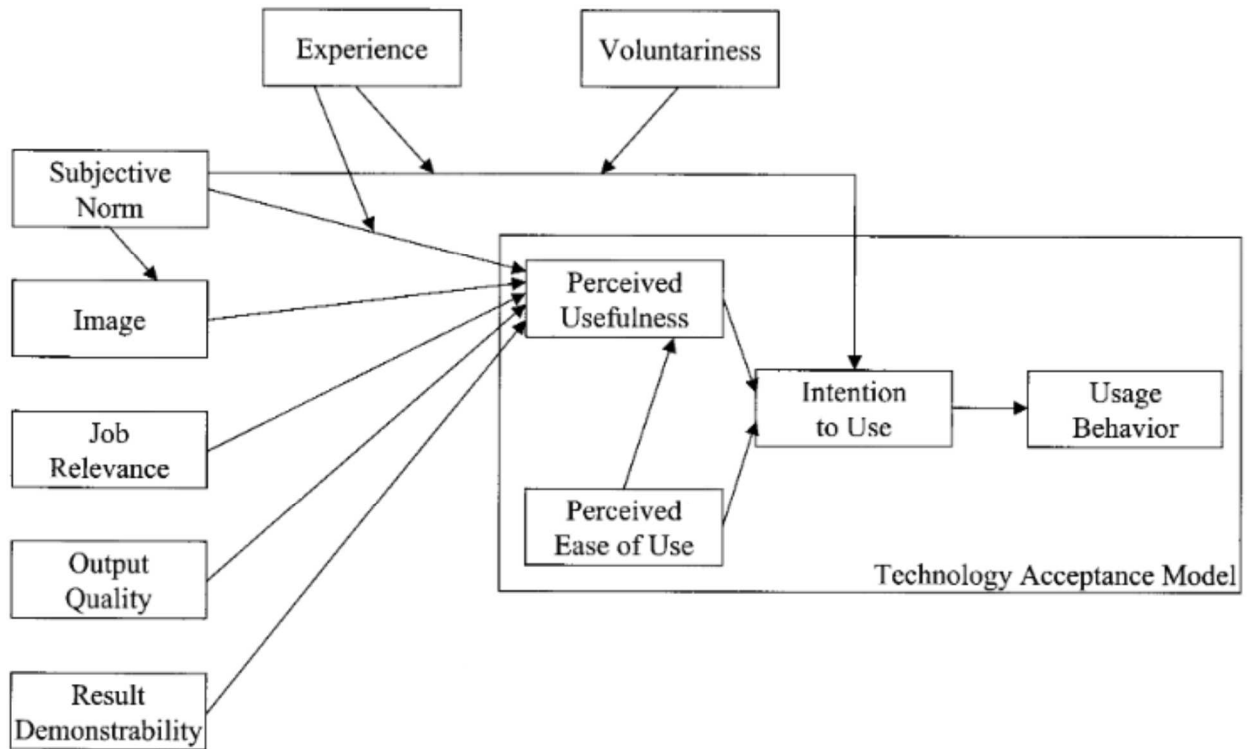 Experience
Voluntariness
Subjective
Norm
Image
Job
Relevance
Output
Quality
Result
Demonstrability
Perceived
Usefulness
Perceived
Ease of Use
Intention
to Use
Usage
Behavior
Technology Acceptance Model